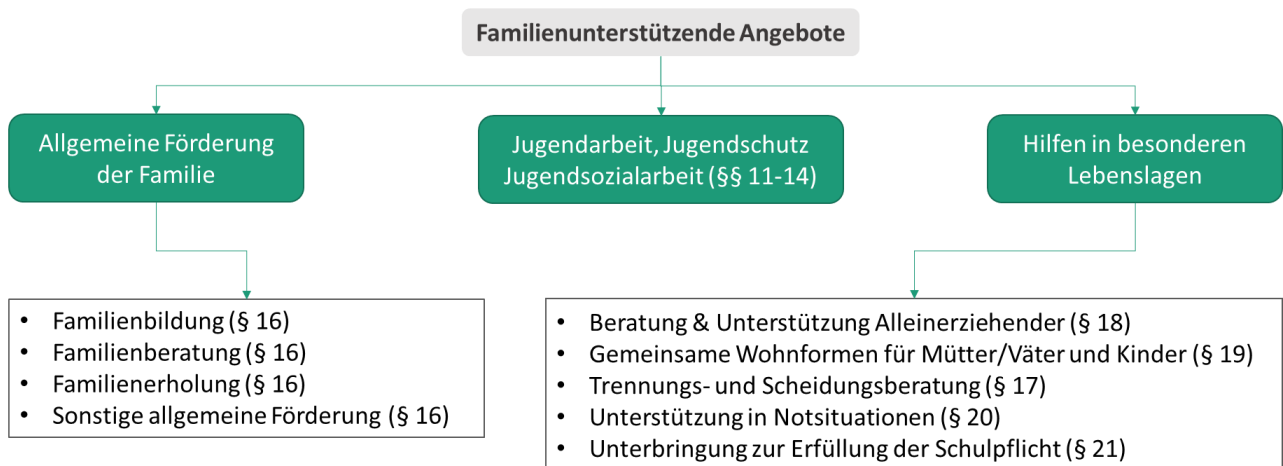 Familienunterstützende Angebote
Allgemeine Förderung
der Familie
Jugendarbeit, Jugendschutz
Jugendsozialarbeit (§§ 11-14)
Hilfen in besonderen
Lebenslagen
• Familienbildung (§ 16)
• Familienberatung (§ 16)
• Familienerholung (§ 16)
• Sonstige allgemeine Förderung (§ 16)
• Beratung & Unterstützung Alleinerziehender (§ 18)
• Gemeinsame Wohnformen für Mütter/Väter und Kinder (§ 19)
• Trennungs- und Scheidungsberatung (§ 17)
• Unterstützung in Notsituationen (§ 20)
• Unterbringung zur Erfüllung der Schulpflicht (§ 21)